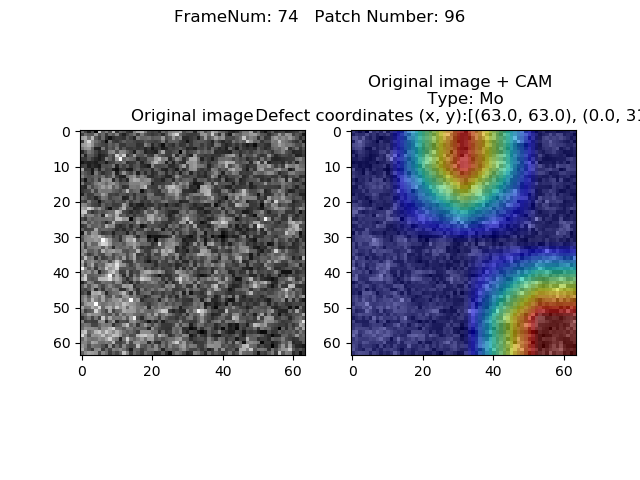 FrameNum: 74   Patch Number: 96
Original image + CAM
Type: Mo
Original image
Defect coordinates (x, y):[(63.0, 63.0), (0.0, 31
0
10
20
30
40
50
60
0 20 40 60
0
10
20
30
40
50
60
0 20 40 60